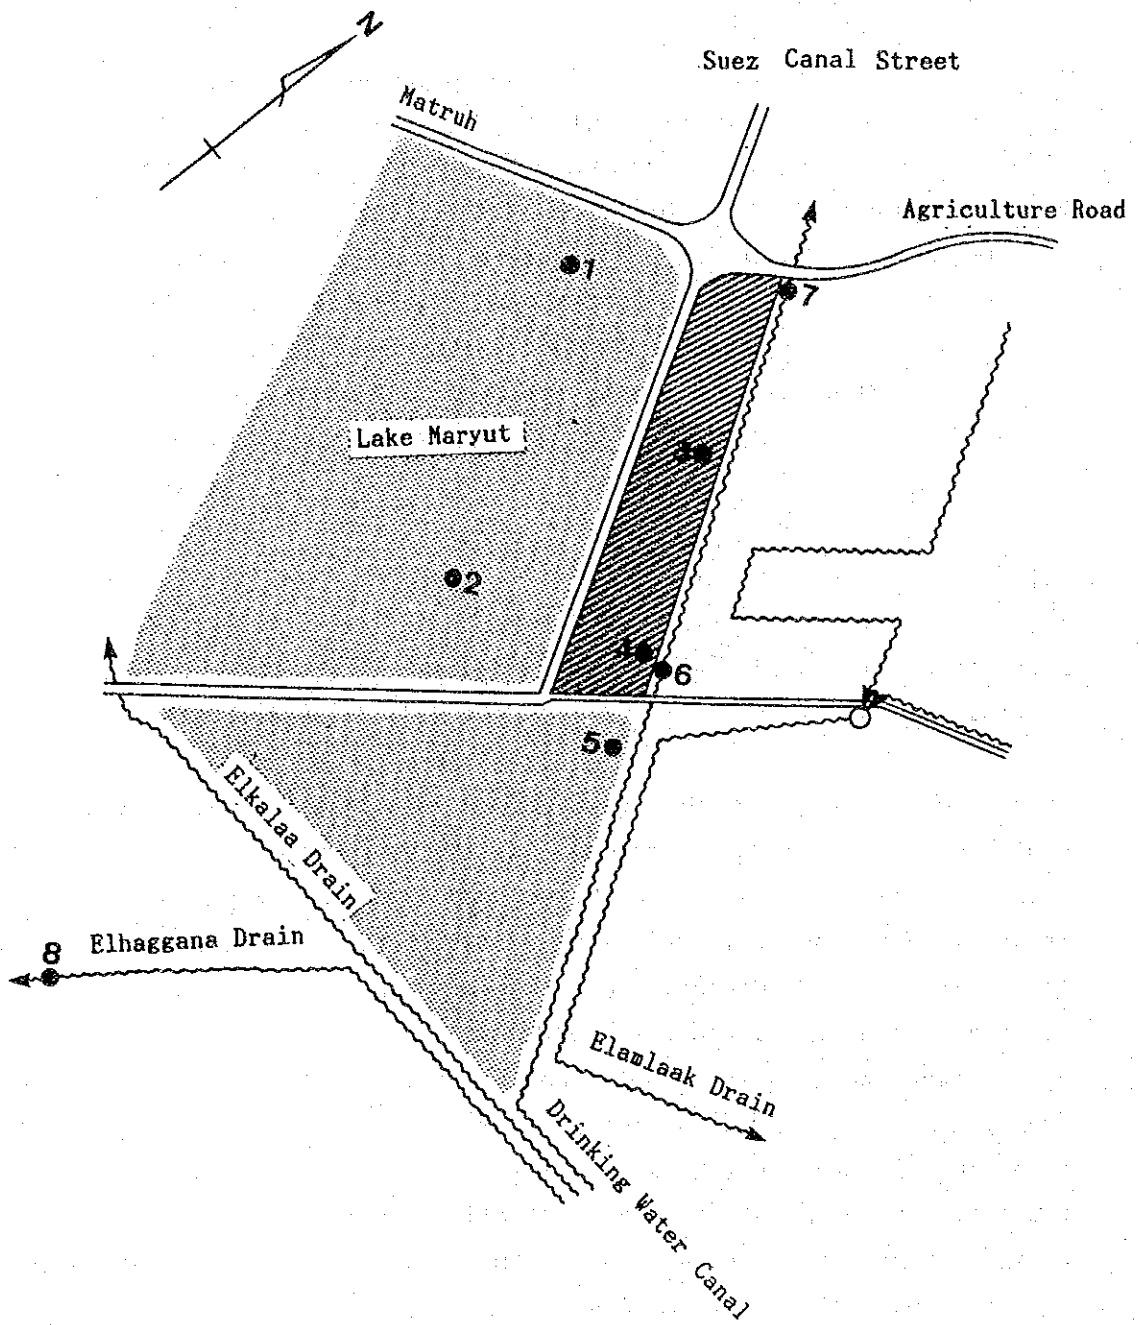 N
Suez Canal Street
Matruh
Agriculture Road
1
7
Lake Maryut
3
2
4
6
5
Elkalaa Drain
8
Elhaggana Drain
Elamlaak Drain
Drinking Water Canal